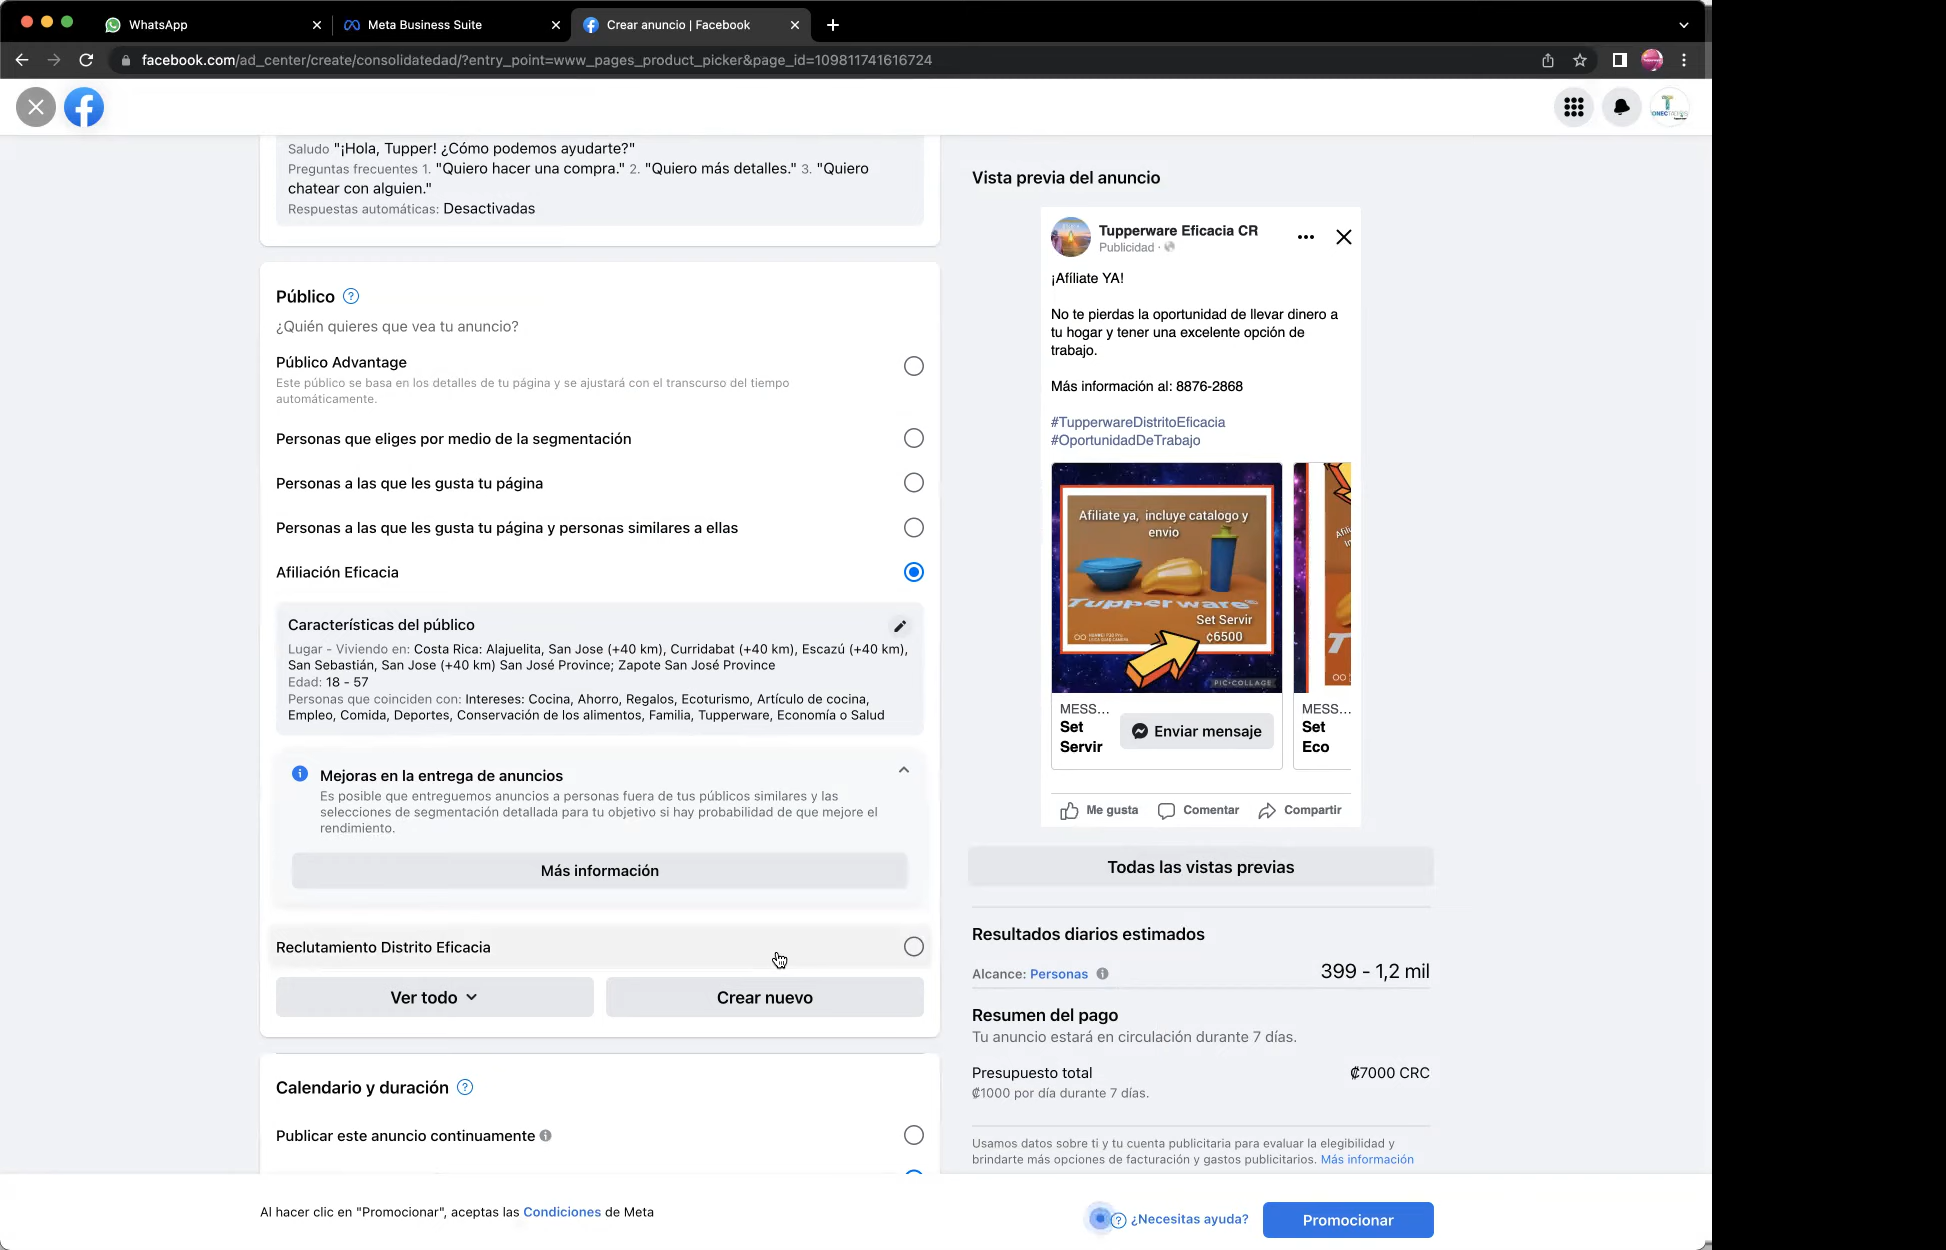 WhatsApp
Meta Business Suite
Crear anuncio | Facebook
facebook.com/ad_center/create/consolidatedad/?entry_point=www_pages_product_picker&page_id=109811741616724
Saludo "¡Hola, Tupper! ¿Cómo podemos ayudarte?"
Preguntas frecuentes 1. "Quiero hacer una compra." 2. "Quiero más detalles." 3. "Quiero
chatear con alguien."
Respuestas automáticas: Desactivadas
Público
¿Quién quieres que vea tu anuncio?
Público Advantage
Este público se basa en los detalles de tu página y se ajustará con el transcurso del tiempo
automáticamente.
Personas que eliges por medio de la segmentación
Personas a las que les gusta tu página
Personas a las que les gusta tu página y personas similares a ellas
Afiliación Eficacia
Características del público
Lugar - Viviendo en: Costa Rica: Alajuelita, San Jose (+40 km), Curridabat (+40 km), Escazú (+40 km),
San Sebastián, San Jose (+40 km) San José Province; Zapote San José Province
Edad: 18 - 57
Personas que coinciden con: Intereses: Cocina, Ahorro, Regalos, Ecoturismo, Artículo de cocina,
Empleo, Comida, Deportes, Conservación de los alimentos, Familia, Tupperware, Economía o Salud
Mejoras en la entrega de anuncios
Es posible que entreguemos anuncios a personas fuera de tus públicos similares y las
selecciones de segmentación detallada para tu objetivo si hay probabilidad de que mejore el
rendimiento.
Más información
Reclutamiento Distrito Eficacia
Ver todo
Crear nuevo
Calendario y duración
Publicar este anuncio continuamente
Vista previa del anuncio
Tupperware Eficacia CR
Publicidad ·
¡Afíliate YA!
No te pierdas la oportunidad de llevar dinero a
tu hogar y tener una excelente opción de
trabajo.
Más información al: 8876-2868
#TupperwareDistritoEficacia
#OportunidadDeTrabajo
Afiliate ya, incluye catalogo y
envio
Tupperware
Set Servir
¢6500
PIC•COLLAGE
MESS...
Set
Servir
Enviar mensaje
MESS...
Set
Eco
Me gusta
Comentar
Compartir
Todas las vistas previas
Resultados diarios estimados
Alcance: Personas
399 - 1,2 mil
Resumen del pago
Tu anuncio estará en circulación durante 7 días.
Presupuesto total
₡7000 CRC
₡1000 por día durante 7 días.
Usamos datos sobre ti y tu cuenta publicitaria para evaluar la elegibilidad y
brindarte más opciones de facturación y gastos publicitarios. Más información
Al hacer clic en "Promocionar", aceptas las Condiciones de Meta
¿Necesitas ayuda?
Promocionar